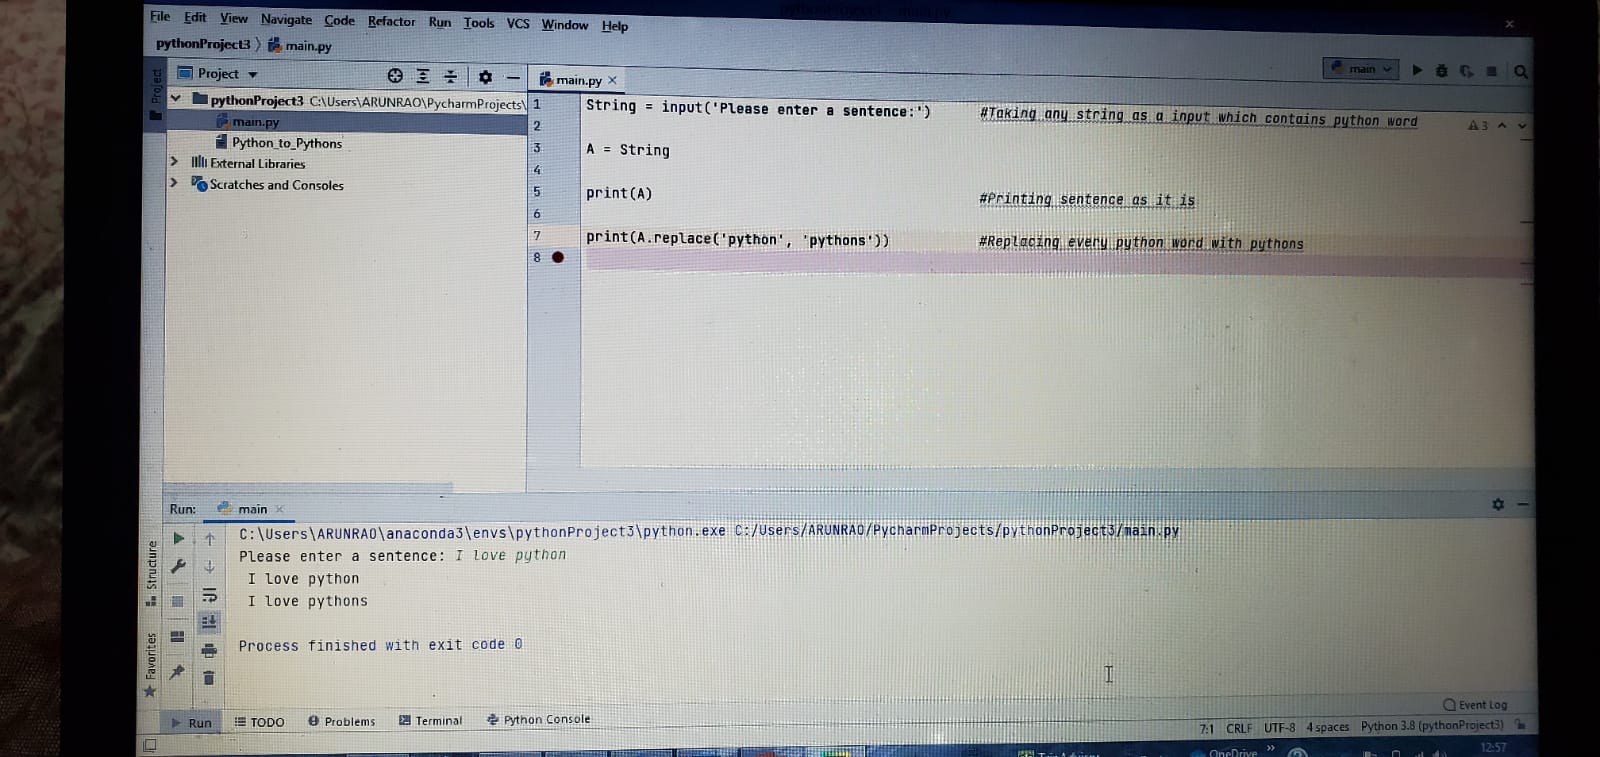 File Edit View Navigate Code Refactor Run Tools VCS Window Help
pythonProject3 main.py
main
Project
Project
pythonProject3 C:\Users\ARUNRAO\PycharmProjects\
main.py
Python_to_Pythons
External Libraries
Scratches and Consoles
main.py
1 String = input('Please enter a sentence:') #Taking any string as a input which contains python word
3
2
3 A = String
4
5 print(A) #Printing sentence as it is
6
7 print(A.replace('python', 'pythons')) #Replacing every python word with pythons
8
Run: main
C:\Users\ARUNRAO\anaconda3\envs\pythonProject3\python.exe C:/Users/ARUNRAO/PycharmProjects/pythonProject3/main.py
Please enter a sentence: I love python
I love python
I love pythons
Process finished with exit code 0
Structure
Favorites
Run TODO Problems Terminal Python Console
Event Log
7:1 CRLF UTF-8 4 spaces Python 3.8 (pythonProject3)
OneDrive
12:57